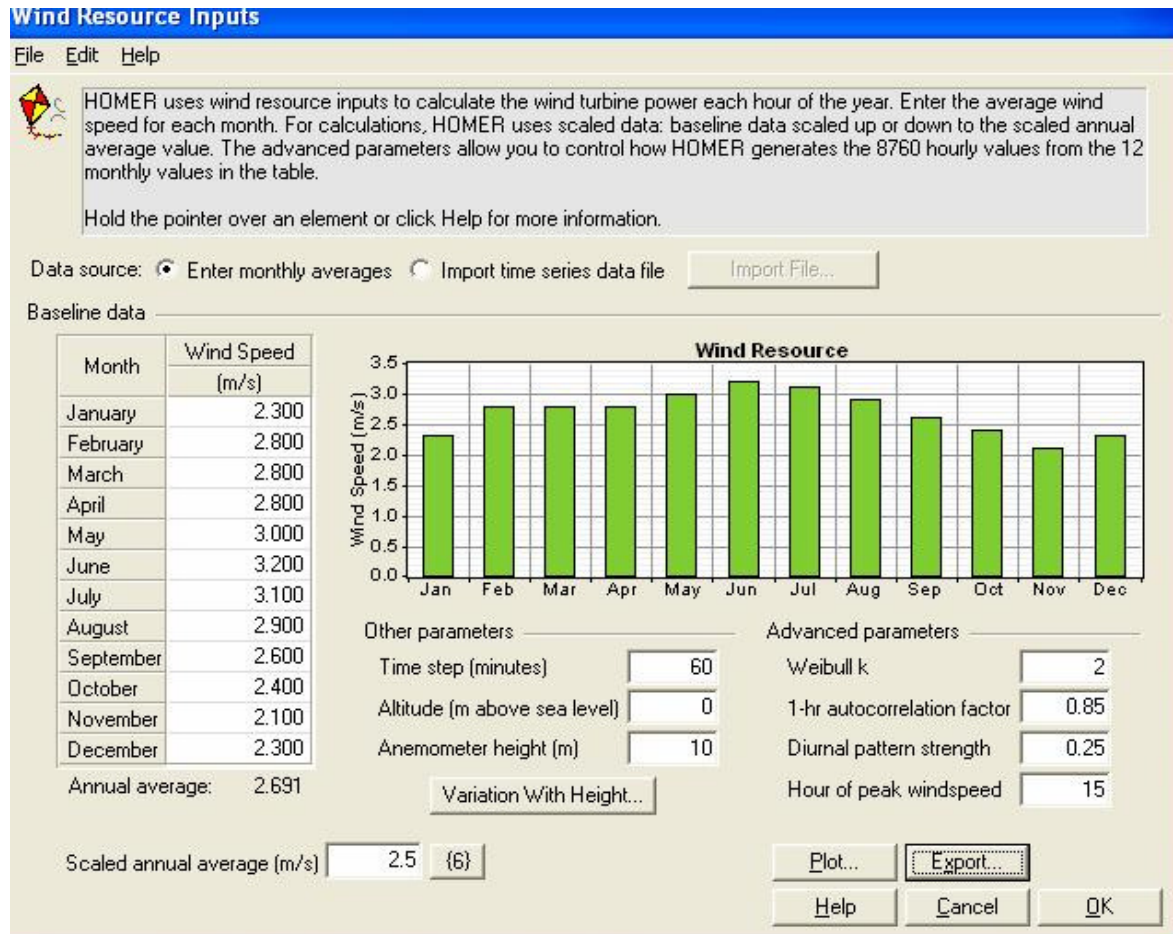 Wind Resource Inputs
File Edit Help
HOMER uses wind resource inputs to calculate the wind turbine power each hour of the year. Enter the average wind
speed for each month. For calculations, HOMER uses scaled data: baseline data scaled up or down to the scaled annual
average value. The advanced parameters allow you to control how HOMER generates the 8760 hourly values from the 12
monthly values in the table.
Hold the pointer over an element or click Help for more information.
Data source: Enter monthly averages Import time series data file Import File...
Baseline data
Month Wind Speed
(m/s)
January 2.300
February 2.800
March 2.800
April 2.800
May 3.000
June 3.200
July 3.100
August 2.900
September 2.600
October 2.400
November 2.100
December 2.300
Annual average: 2.691
Wind Resource
Wind Speed (m/s)
3.5
3.0
2.5
2.0
1.5
1.0
0.5
0.0
Jan Feb Mar Apr May Jun Jul Aug Sep Oct Nov Dec
Other parameters
Time step (minutes) 60
Altitude (m above sea level) 0
Anemometer height (m) 10
Variation With Height...
Advanced parameters
Weibull k 2
1-hr autocorrelation factor 0.85
Diurnal pattern strength 0.25
Hour of peak windspeed 15
Scaled annual average (m/s) 2.5 {6}
Plot... Export...
Help Cancel OK